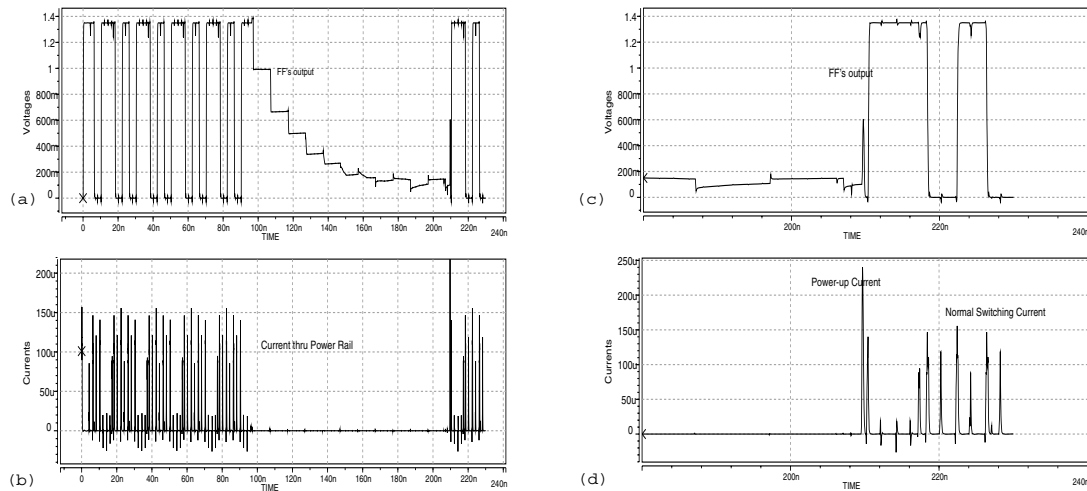 1.4
1.2
1
800m
600m
400m
200m
0
Voltages
FF's output
(a)
0
20n
40n
60n
80n
100n
120n
140n
160n
180n
200n
220n
240n
TIME
1.4
1.2
1
800m
600m
400m
200m
0
Voltages
FF's output
(c)
200n
220n
240n
TIME
200u
150u
100u
50u
0
Currents
Current thru Power Rail
(b)
0
20n
40n
60n
80n
100n
120n
140n
160n
180n
200n
220n
240n
TIME
250u
200u
150u
100u
50u
0
Currents
Power-up Current
Normal Switching Current
(d)
200n
220n
240n
TIME